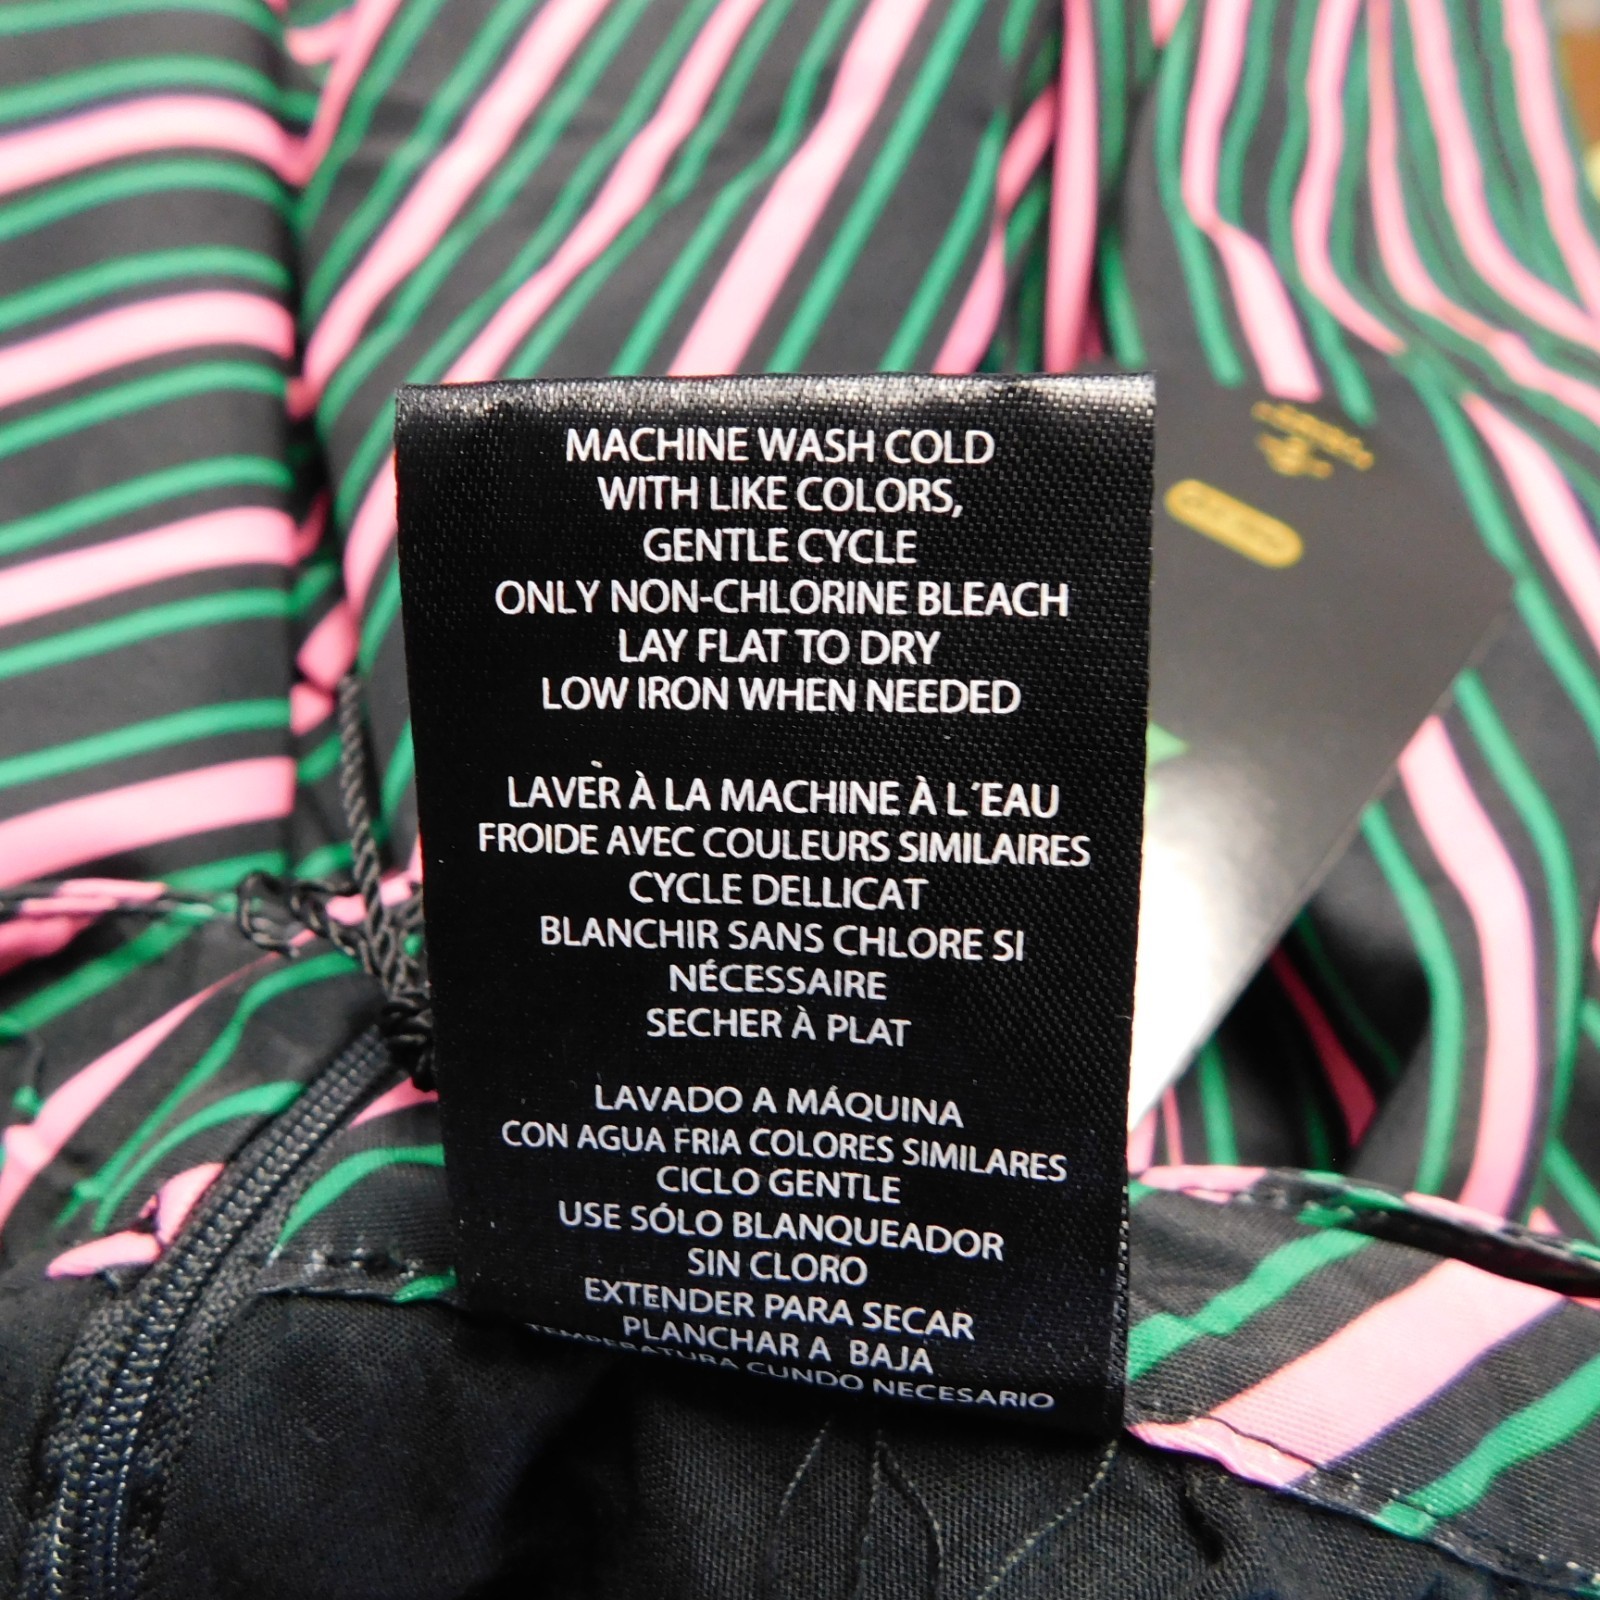 MACHINE WASH COLD
WITH LIKE COLORS,
GENTLE CYCLE
ONLY NON-CHLORINE BLEACH
LAY FLAT TO DRY
LOW IRON WHEN NEEDED
LAVER À LA MACHINE À L´EAU
FROIDE AVEC COULEURS SIMILAIRES
CYCLE DELLICAT
BLANCHIR SANS CHLORE SI
NÉCESSAIRE
SECHER À PLAT
LAVADO A MÁQUINA
CON AGUA FRIA COLORES SIMILARES
CICLO GENTLE
USE SÓLO BLANQUEADOR
SIN CLORO
EXTENDER PARA SECAR
PLANCHAR A BAJA
TEMPERATURA CUNDO NECESARIO